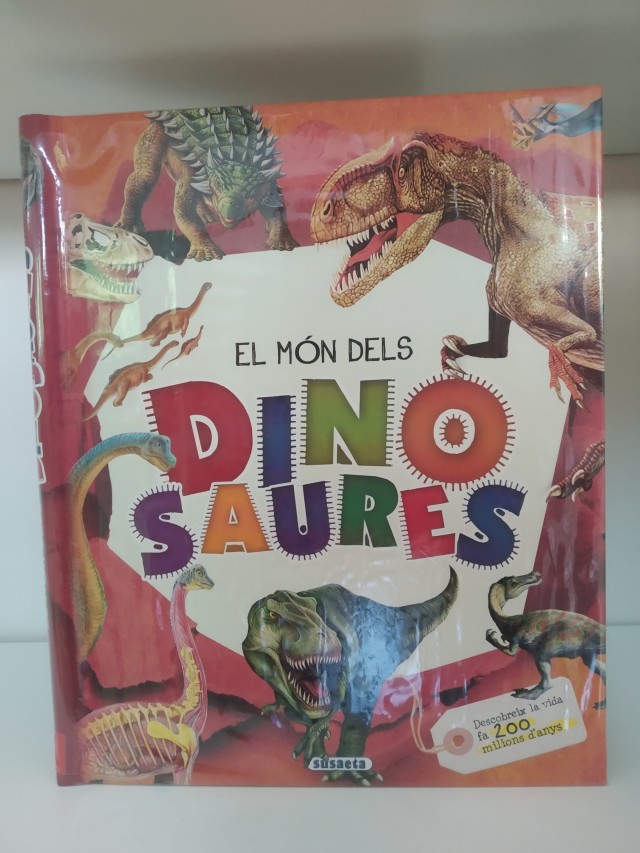 EL MÓN DELS
DINO
SAURES
Descobreix la vida
fa 200
milions d'anys
susaeta